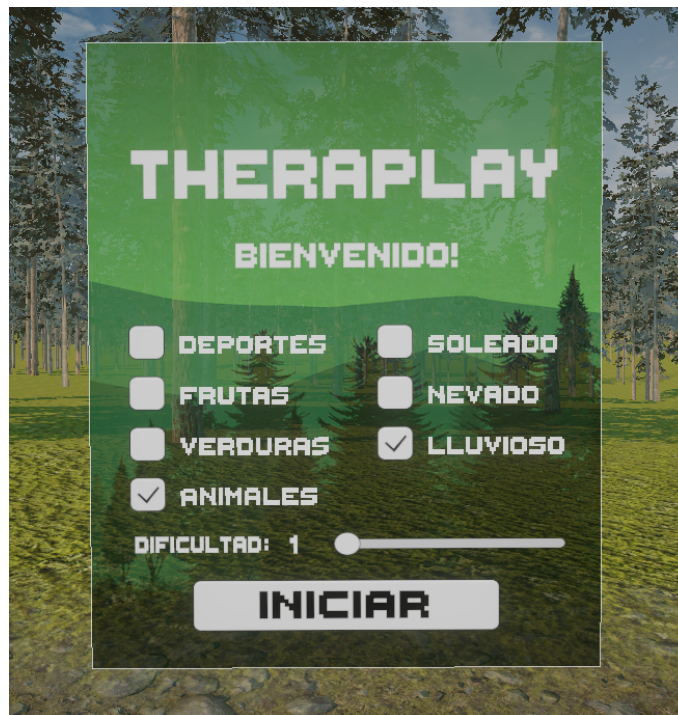 THERAPLAY
BIENVENIDO!
DEPORTES SOLEADO
FRUTAS NEVADO
VERDURAS LLUVIOSO
ANIMALES
DIFICULTAD: 1
INICIAR